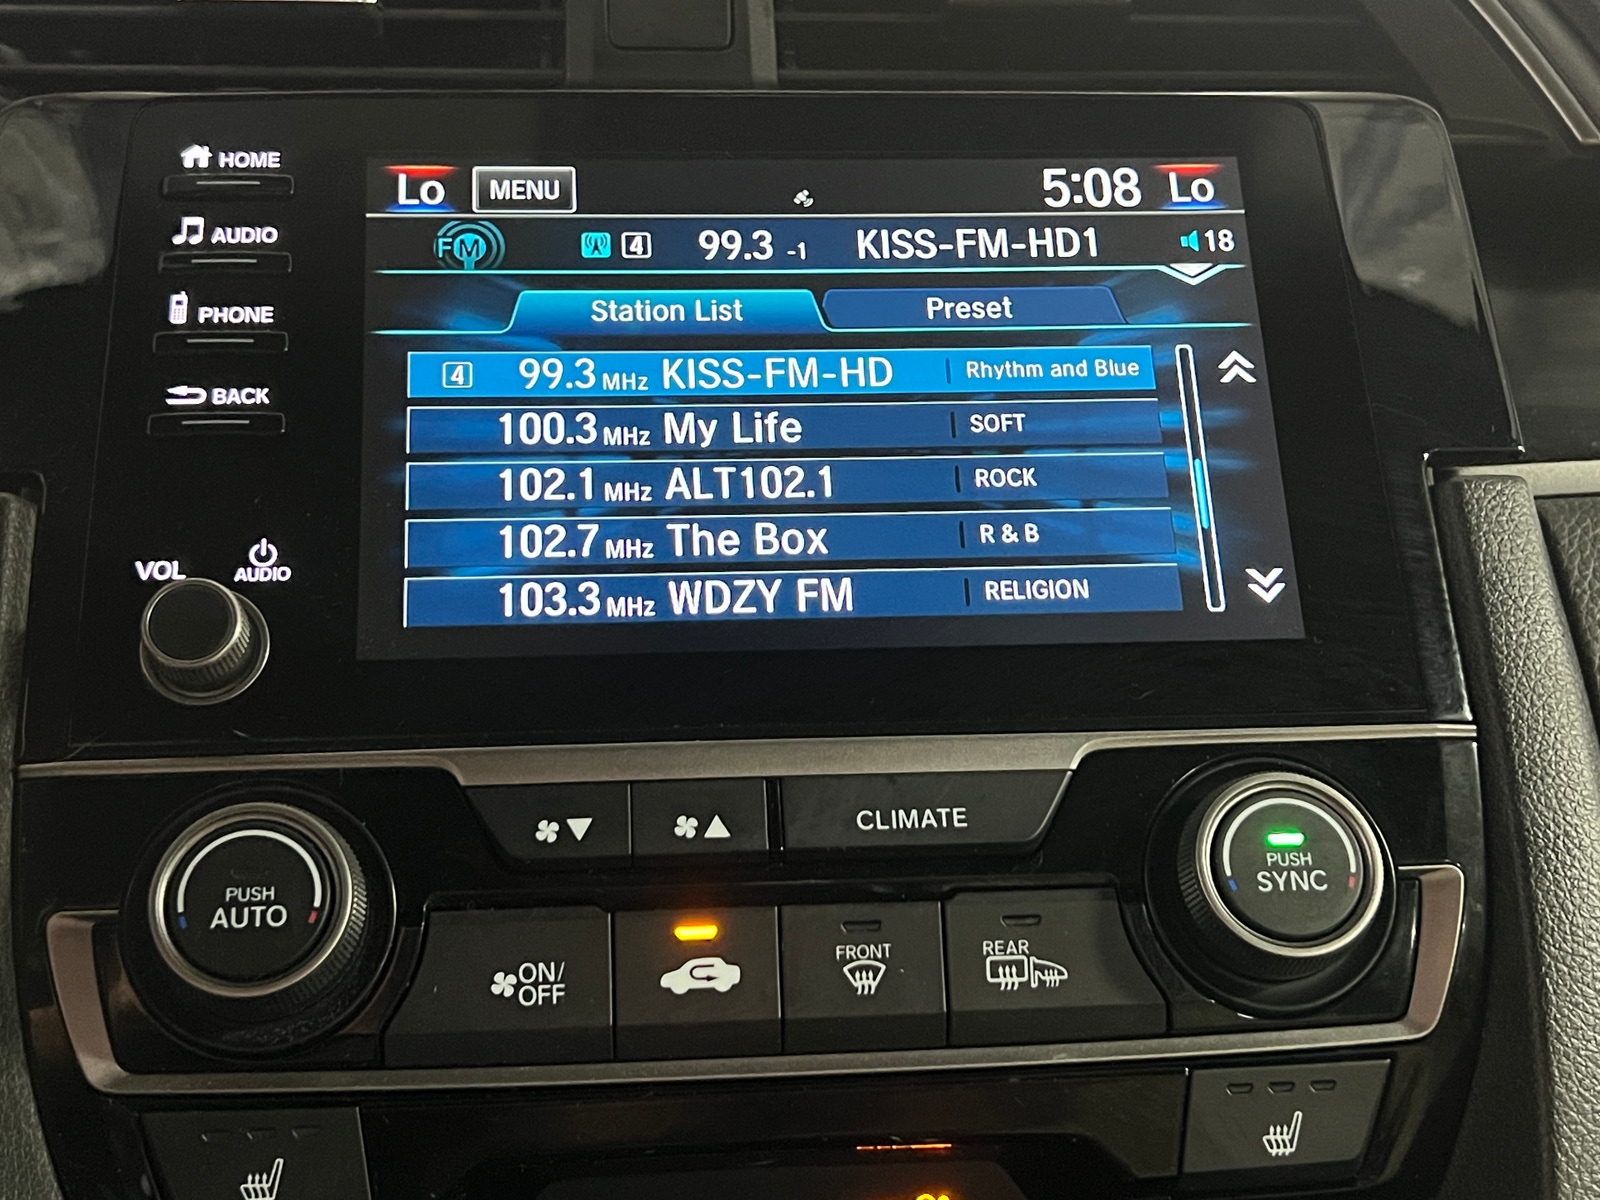 HOME
AUDIO
PHONE
BACK
VOL
AUDIO
Lo MENU 5:08 Lo
FM 4 99.3 -1 KISS-FM-HD1 18
Station List Preset
4 99.3 MHz KISS-FM-HD Rhythm and Blue
100.3 MHz My Life SOFT
102.1 MHz ALT102.1 ROCK
102.7 MHz The Box R & B
103.3 MHz WDZY FM RELIGION
CLIMATE
PUSH
AUTO
PUSH
SYNC
ON/
OFF
FRONT
REAR